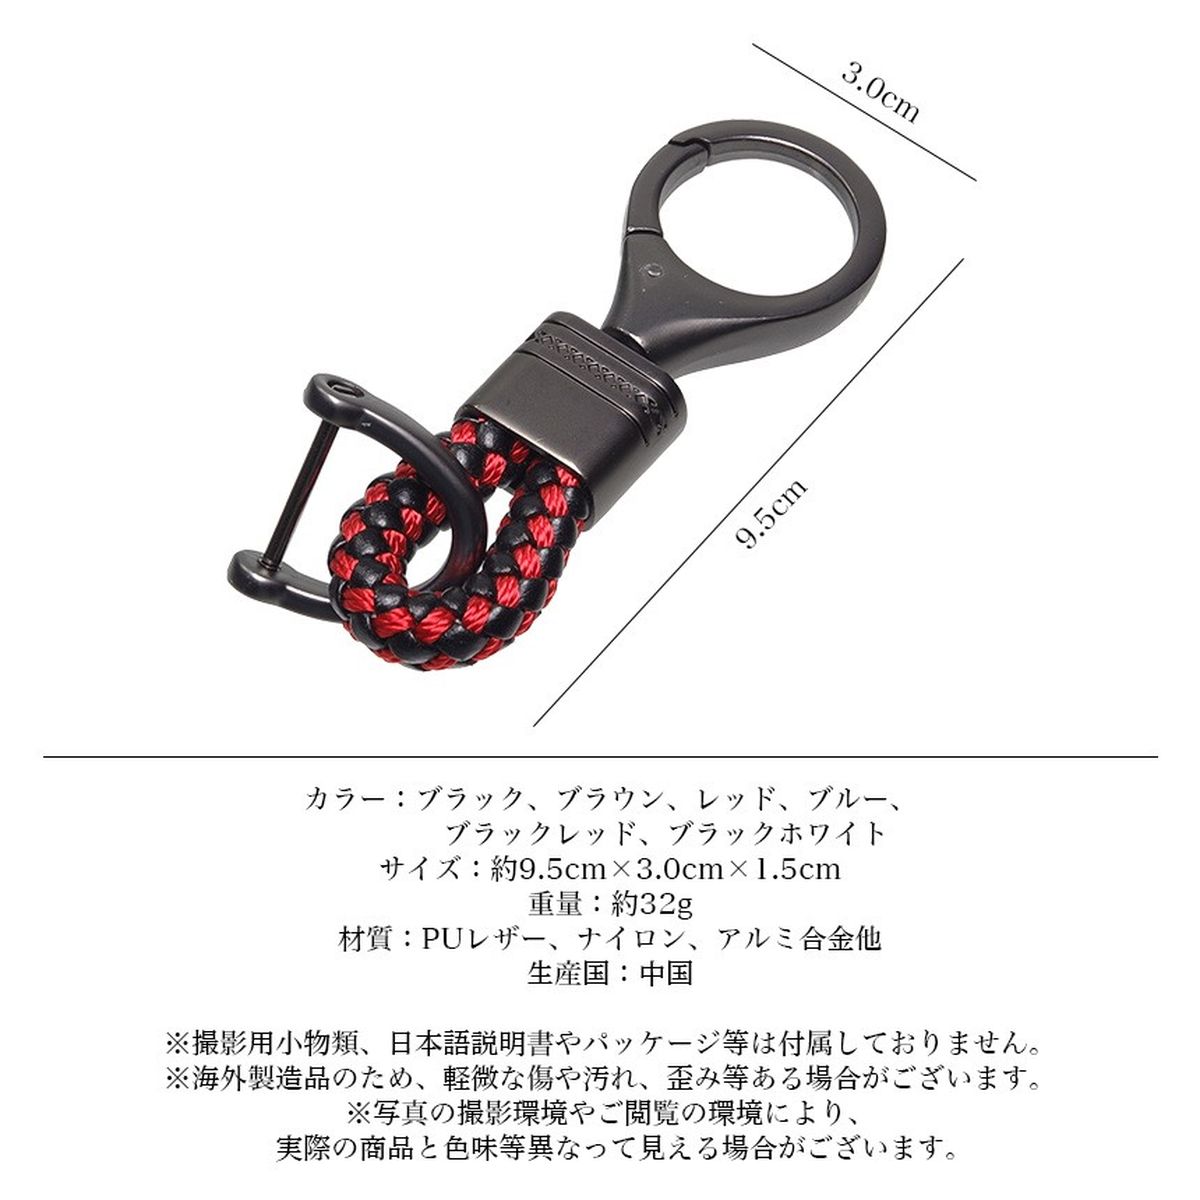 3.0cm
9.5cm
カラー：ブラック、ブラウン、レッド、ブルー、
ブラックレッド、ブラックホワイト
サイズ：約9.5cm×3.0cm×1.5cm
重量：約32g
材質：PUレザー、ナイロン、アルミ合金他
生産国：中国
※撮影用小物類、日本語説明書やパッケージ等は付属しておりません。
※海外製造品のため、軽微な傷や汚れ、歪み等ある場合がございます。
※写真の撮影環境やご閲覧の環境により、
実際の商品と色味等異なって見える場合がございます。